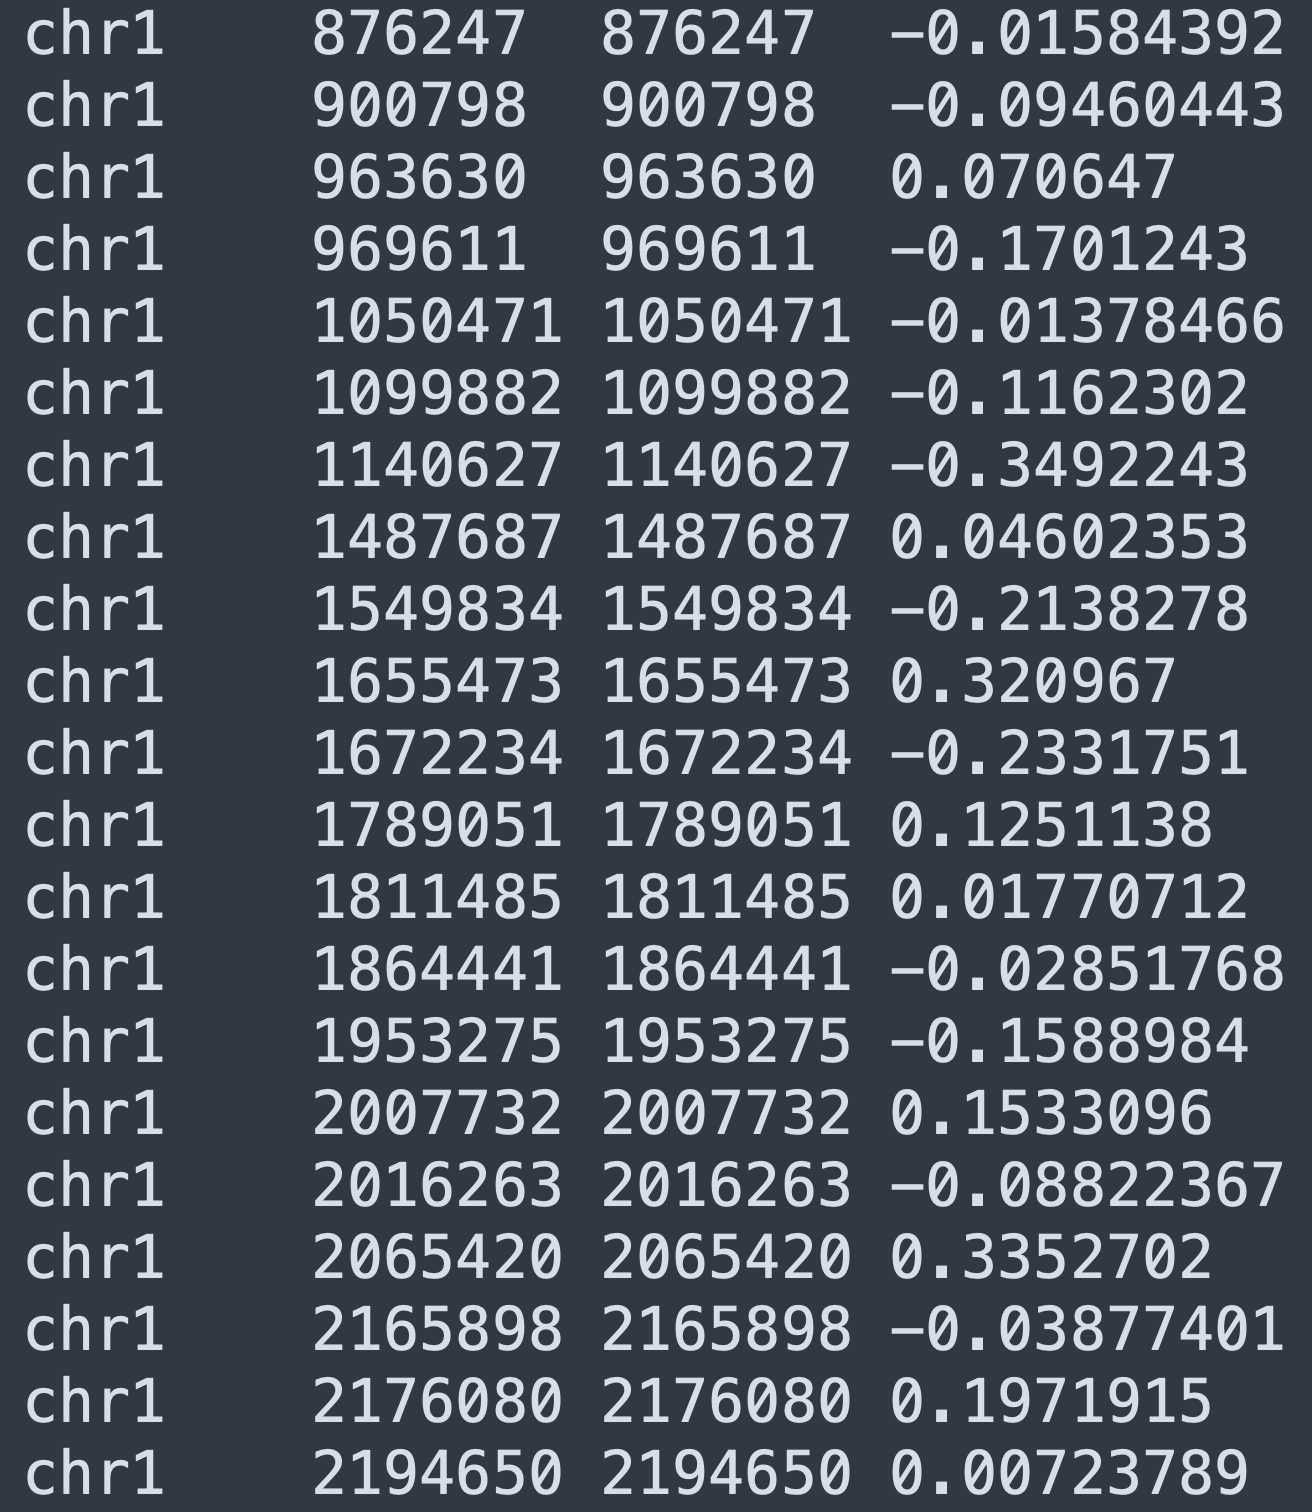 chr1 876247 876247 −0.01584392
chr1 900798 900798 −0.09460443
chr1 963630 963630 0.070647
chr1 969611 969611 −0.1701243
chr1 1050471 1050471 −0.01378466
chr1 1099882 1099882 −0.1162302
chr1 1140627 1140627 −0.3492243
chr1 1487687 1487687 0.04602353
chr1 1549834 1549834 −0.2138278
chr1 1655473 1655473 0.320967
chr1 1672234 1672234 −0.2331751
chr1 1789051 1789051 0.1251138
chr1 1811485 1811485 0.01770712
chr1 1864441 1864441 −0.02851768
chr1 1953275 1953275 −0.1588984
chr1 2007732 2007732 0.1533096
chr1 2016263 2016263 −0.08822367
chr1 2065420 2065420 0.3352702
chr1 2165898 2165898 −0.03877401
chr1 2176080 2176080 0.1971915
chr1 2194650 2194650 0.00723789